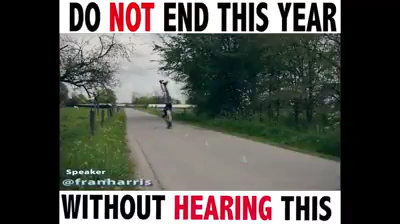 DO NOT END THIS YEAR
Speaker
@franharris
WITHOUT HEARING THIS